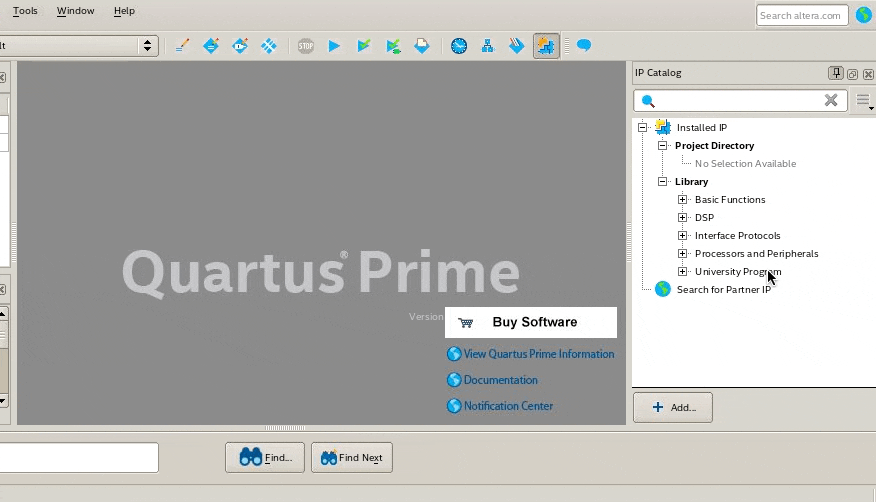 Tools Window Help
Search altera.com
lt
STOP
IP Catalog
Installed IP
Project Directory
No Selection Available
Library
Basic Functions
DSP
Interface Protocols
Processors and Peripherals
University Program
Search for Partner IP
Quartus® Prime
Version
Buy Software
View Quartus Prime Information
Documentation
Notification Center
Add...
Find...
Find Next